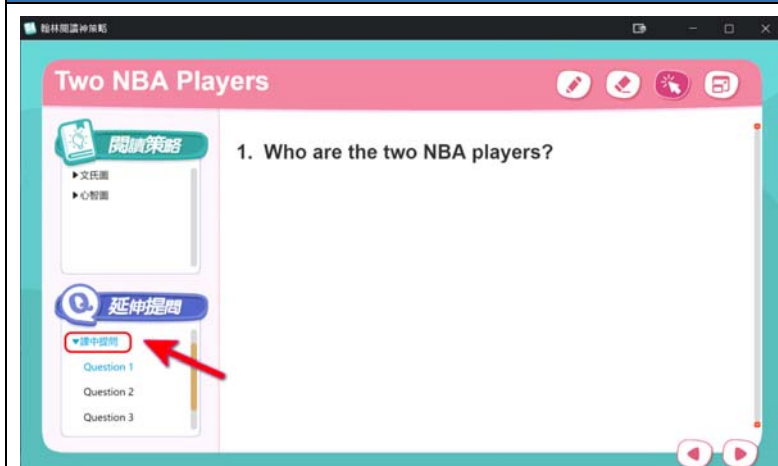 翰林閱讀神策略
Two NBA Players
閱讀策略
▶文氏圖
▶心智圖
1. Who are the two NBA players?
Q.
延伸提問
▼課中提問
Question 1
Question 2
Question 3